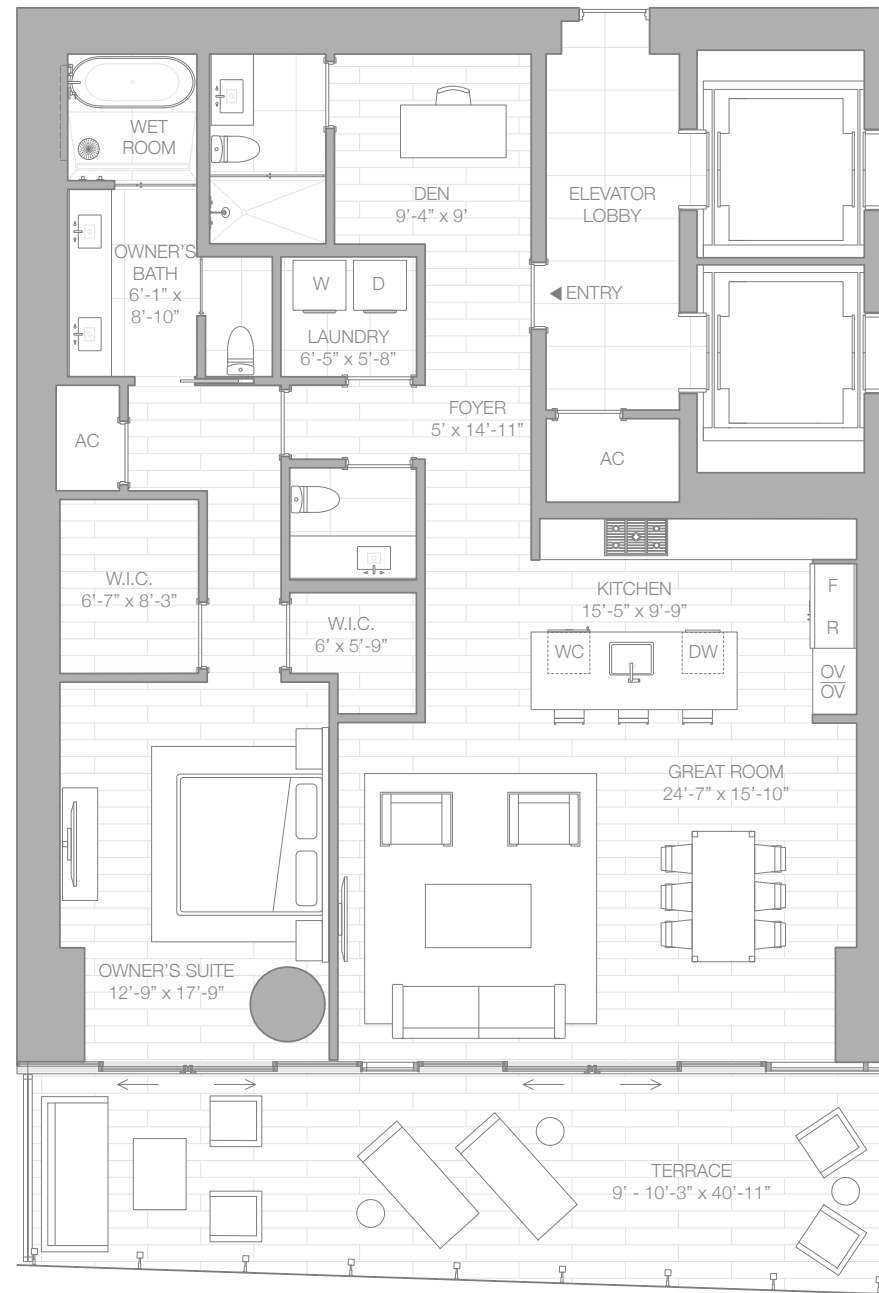 WET
ROOM
DEN
9'-4" x 9'
ELEVATOR
LOBBY
OWNER'S
BATH
6'-1" x
8'-10"
W
D
◀ ENTRY
LAUNDRY
6'-5" x 5'-8"
FOYER
5' x 14'-11"
AC
AC
W.I.C.
6'-7" x 8'-3"
KITCHEN
15'-5" x 9'-9"
F
R
W.I.C.
6' x 5'-9"
WC
DW
OV
OV
GREAT ROOM
24'-7" x 15'-10"
OWNER'S SUITE
12'-9" x 17'-9"
TERRACE
9' - 10'-3" x 40'-11"